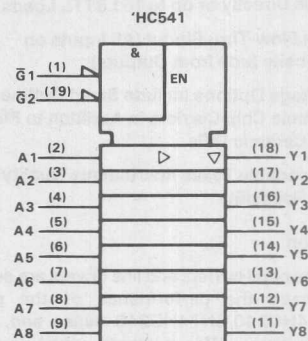 'HC541
&
EN
G1 (1)
G2 (19)
A1 (2) (18) Y1
A2 (3) (17) Y2
A3 (4) (16) Y3
A4 (5) (15) Y4
A5 (6) (14) Y5
A6 (7) (13) Y6
A7 (8) (12) Y7
A8 (9) (11) Y8